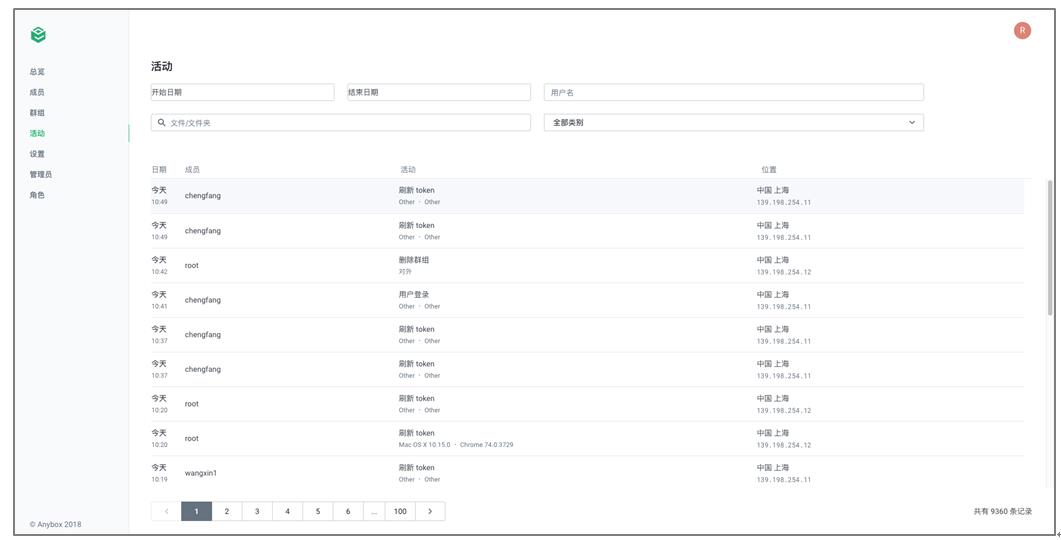 R
总览
成员
群组
活动
设置
管理员
角色
活动
开始日期 结束日期 用户名
文件/文件夹 全部类别
日期 成员 活动 位置
今天 刷新 token 中国 上海
chengfang
10:49 Other · Other 139.198.254.11
今天 刷新 token 中国 上海
chengfang
10:49 Other · Other 139.198.254.11
今天 删除群组 中国 上海
root
10:42 对外 139.198.254.12
今天 用户登录 中国 上海
chengfang
10:41 Other · Other 139.198.254.11
今天 刷新 token 中国 上海
chengfang
10:37 Other · Other 139.198.254.11
今天 刷新 token 中国 上海
chengfang
10:37 Other · Other 139.198.254.11
今天 刷新 token 中国 上海
root
10:20 Other · Other 139.198.254.12
今天 刷新 token 中国 上海
root
10:20 Mac OS X 10.15.0 · Chrome 74.0.3729 139.198.254.12
今天 刷新 token 中国 上海
wangxin1
10:19 Other · Other 139.198.254.11
< 1 2 3 4 5 6 ... 100 > 共有 9360 条记录
© Anybox 2018